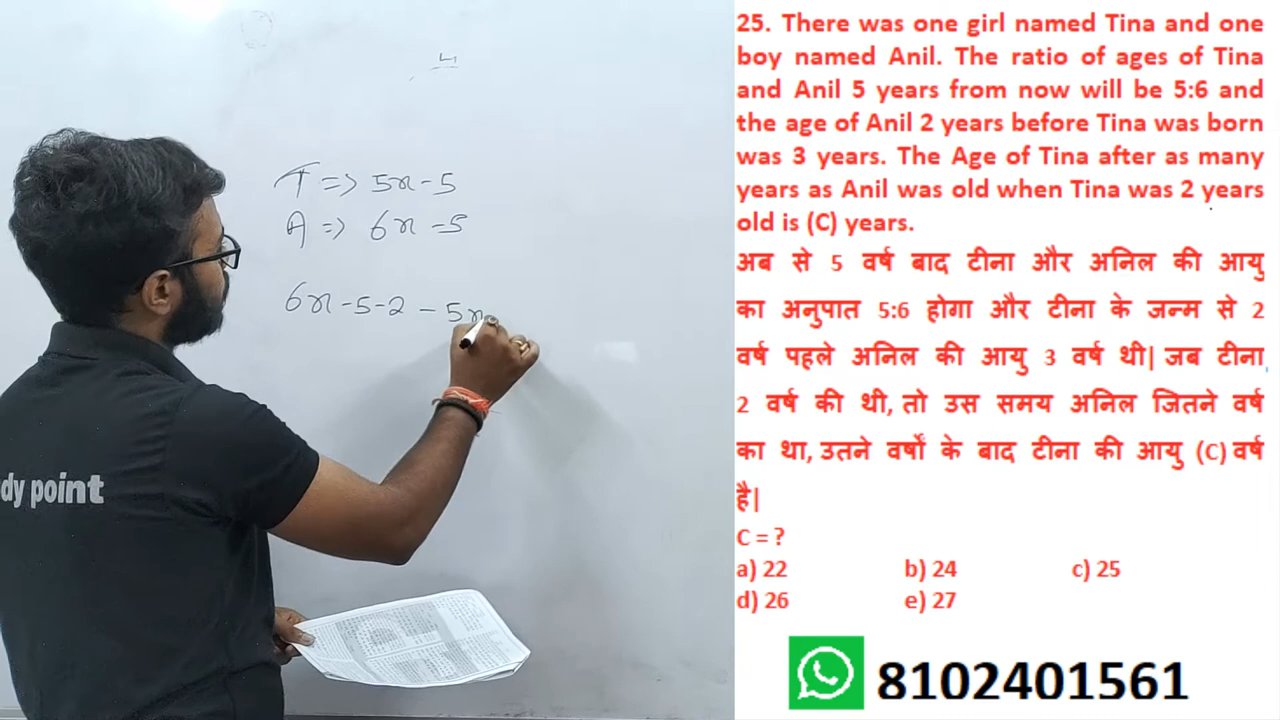 25. There was one girl named Tina and one
boy named Anil. The ratio of ages of Tina
and Anil 5 years from now will be 5:6 and
the age of Anil 2 years before Tina was born
was 3 years. The Age of Tina after as many
years as Anil was old when Tina was 2 years
old is (C) years.
अब से 5 वर्ष बाद टीना और अनिल की आयु
का अनुपात 5:6 होगा और टीना के जन्म से 2
वर्ष पहले अनिल की आयु 3 वर्ष थी| जब टीना
2 वर्ष की थी, तो उस समय अनिल जितने वर्ष
का था, उतने वर्षो के बाद टीना की आयु (C) वर्ष
है|
C = ?
a) 22 b) 24 c) 25
d) 26 e) 27
8102401561
T => 5x-5
A => 6x-5
6x-5-2-5x
dy point